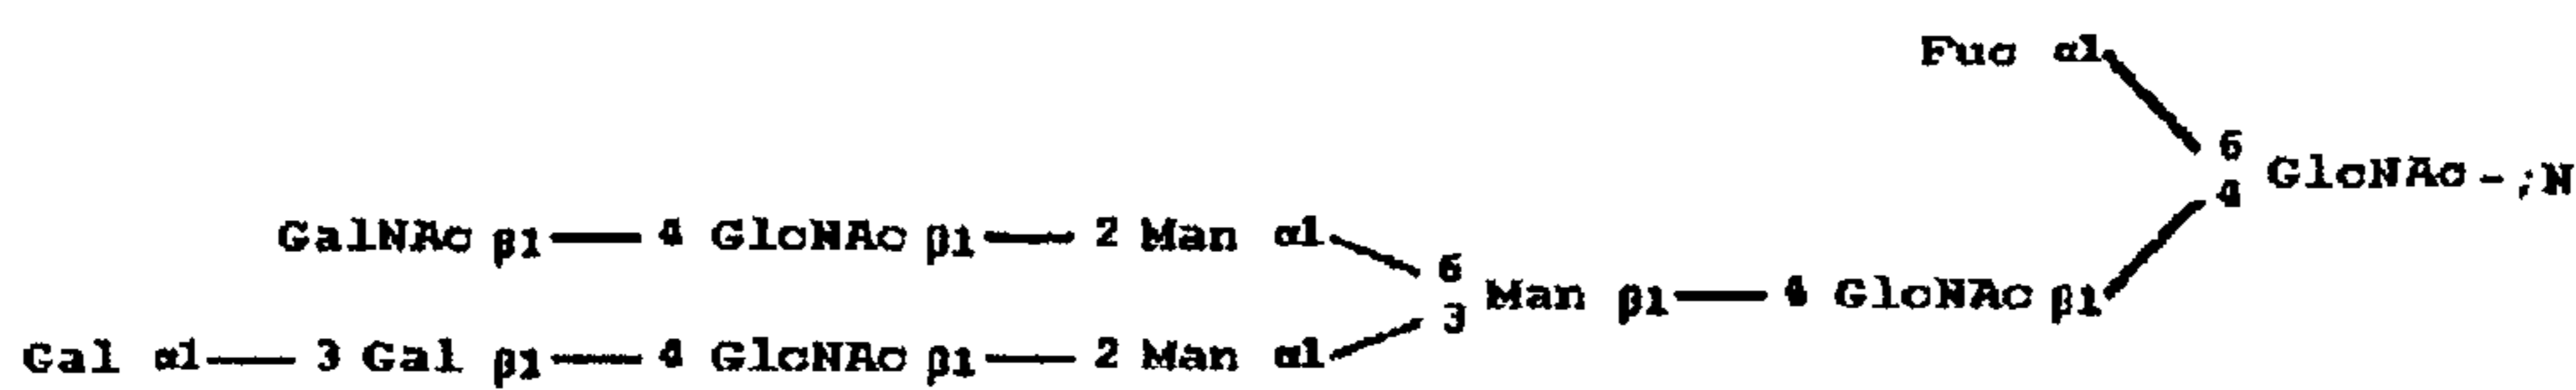 Fuc α1
6
GlcNAc - ;N
4
GalNAc β1 — 4 GlcNAc β1 — 2 Man α1
6
Man β1 — 4 GlcNAc β1
3
Gal α1 — 3 Gal β1 — 4 GlcNAc β1 — 2 Man α1